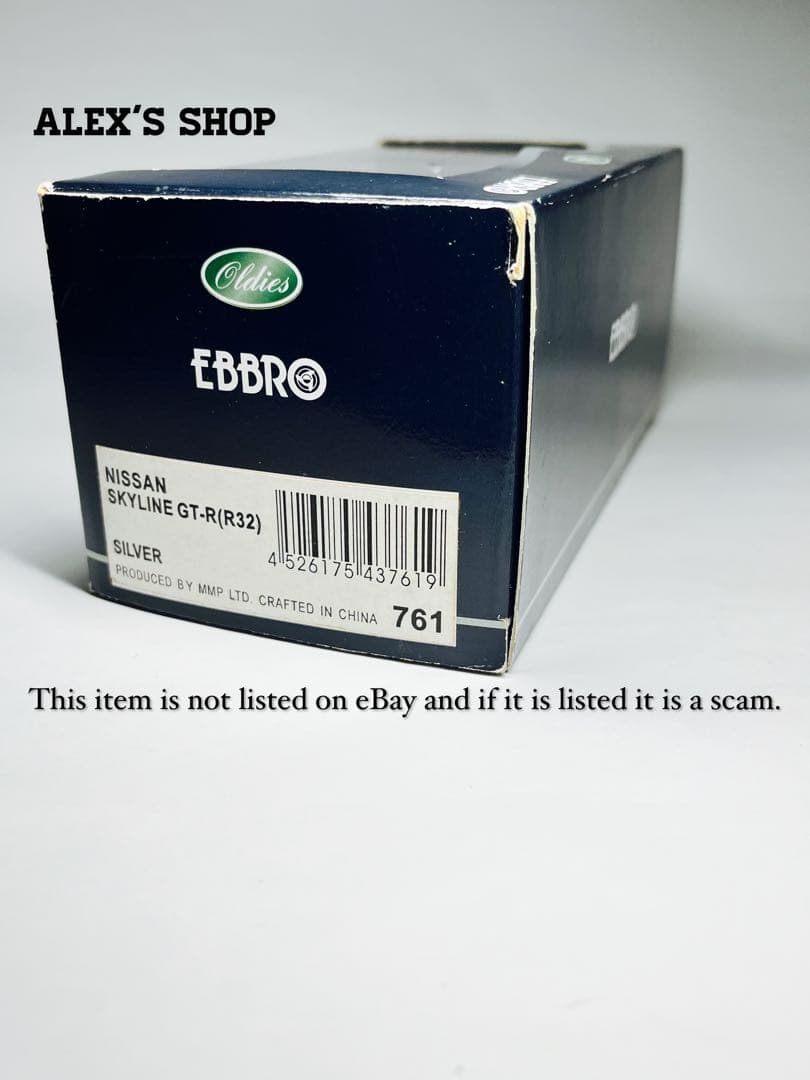 ALEX'S SHOP
Oldies
EBBRO
EBBRO
NISSAN
SKYLINE GT-R(R32)
SILVER
4 526175 437619
PRODUCED BY MMP LTD. CRAFTED IN CHINA 761
This item is not listed on eBay and if it is listed it is a scam.